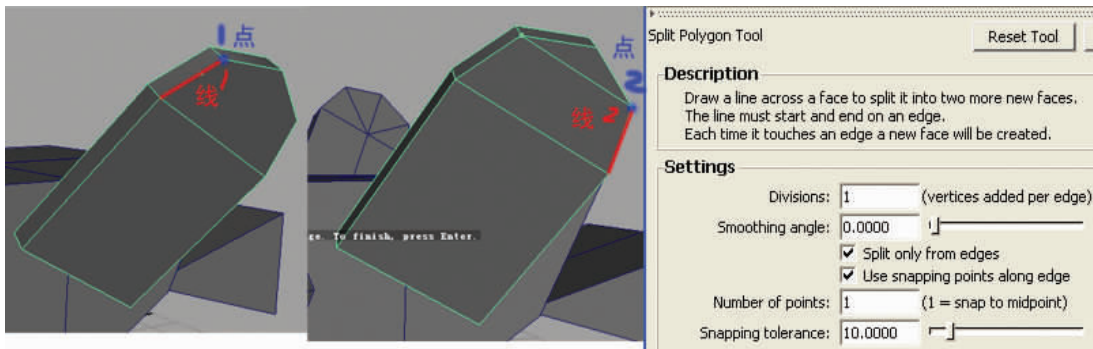 1点
线1
点
2
线 2
ge. To finish, press Enter.
Split Polygon Tool
Reset Tool
Description
Draw a line across a face to split it into two more new faces.
The line must start and end on an edge.
Each time it touches an edge a new face will be created.
Settings
Divisions: 1 (vertices added per edge)
Smoothing angle: 0.0000
Split only from edges
Use snapping points along edge
Number of points: 1 (1 = snap to midpoint)
Snapping tolerance: 10.0000